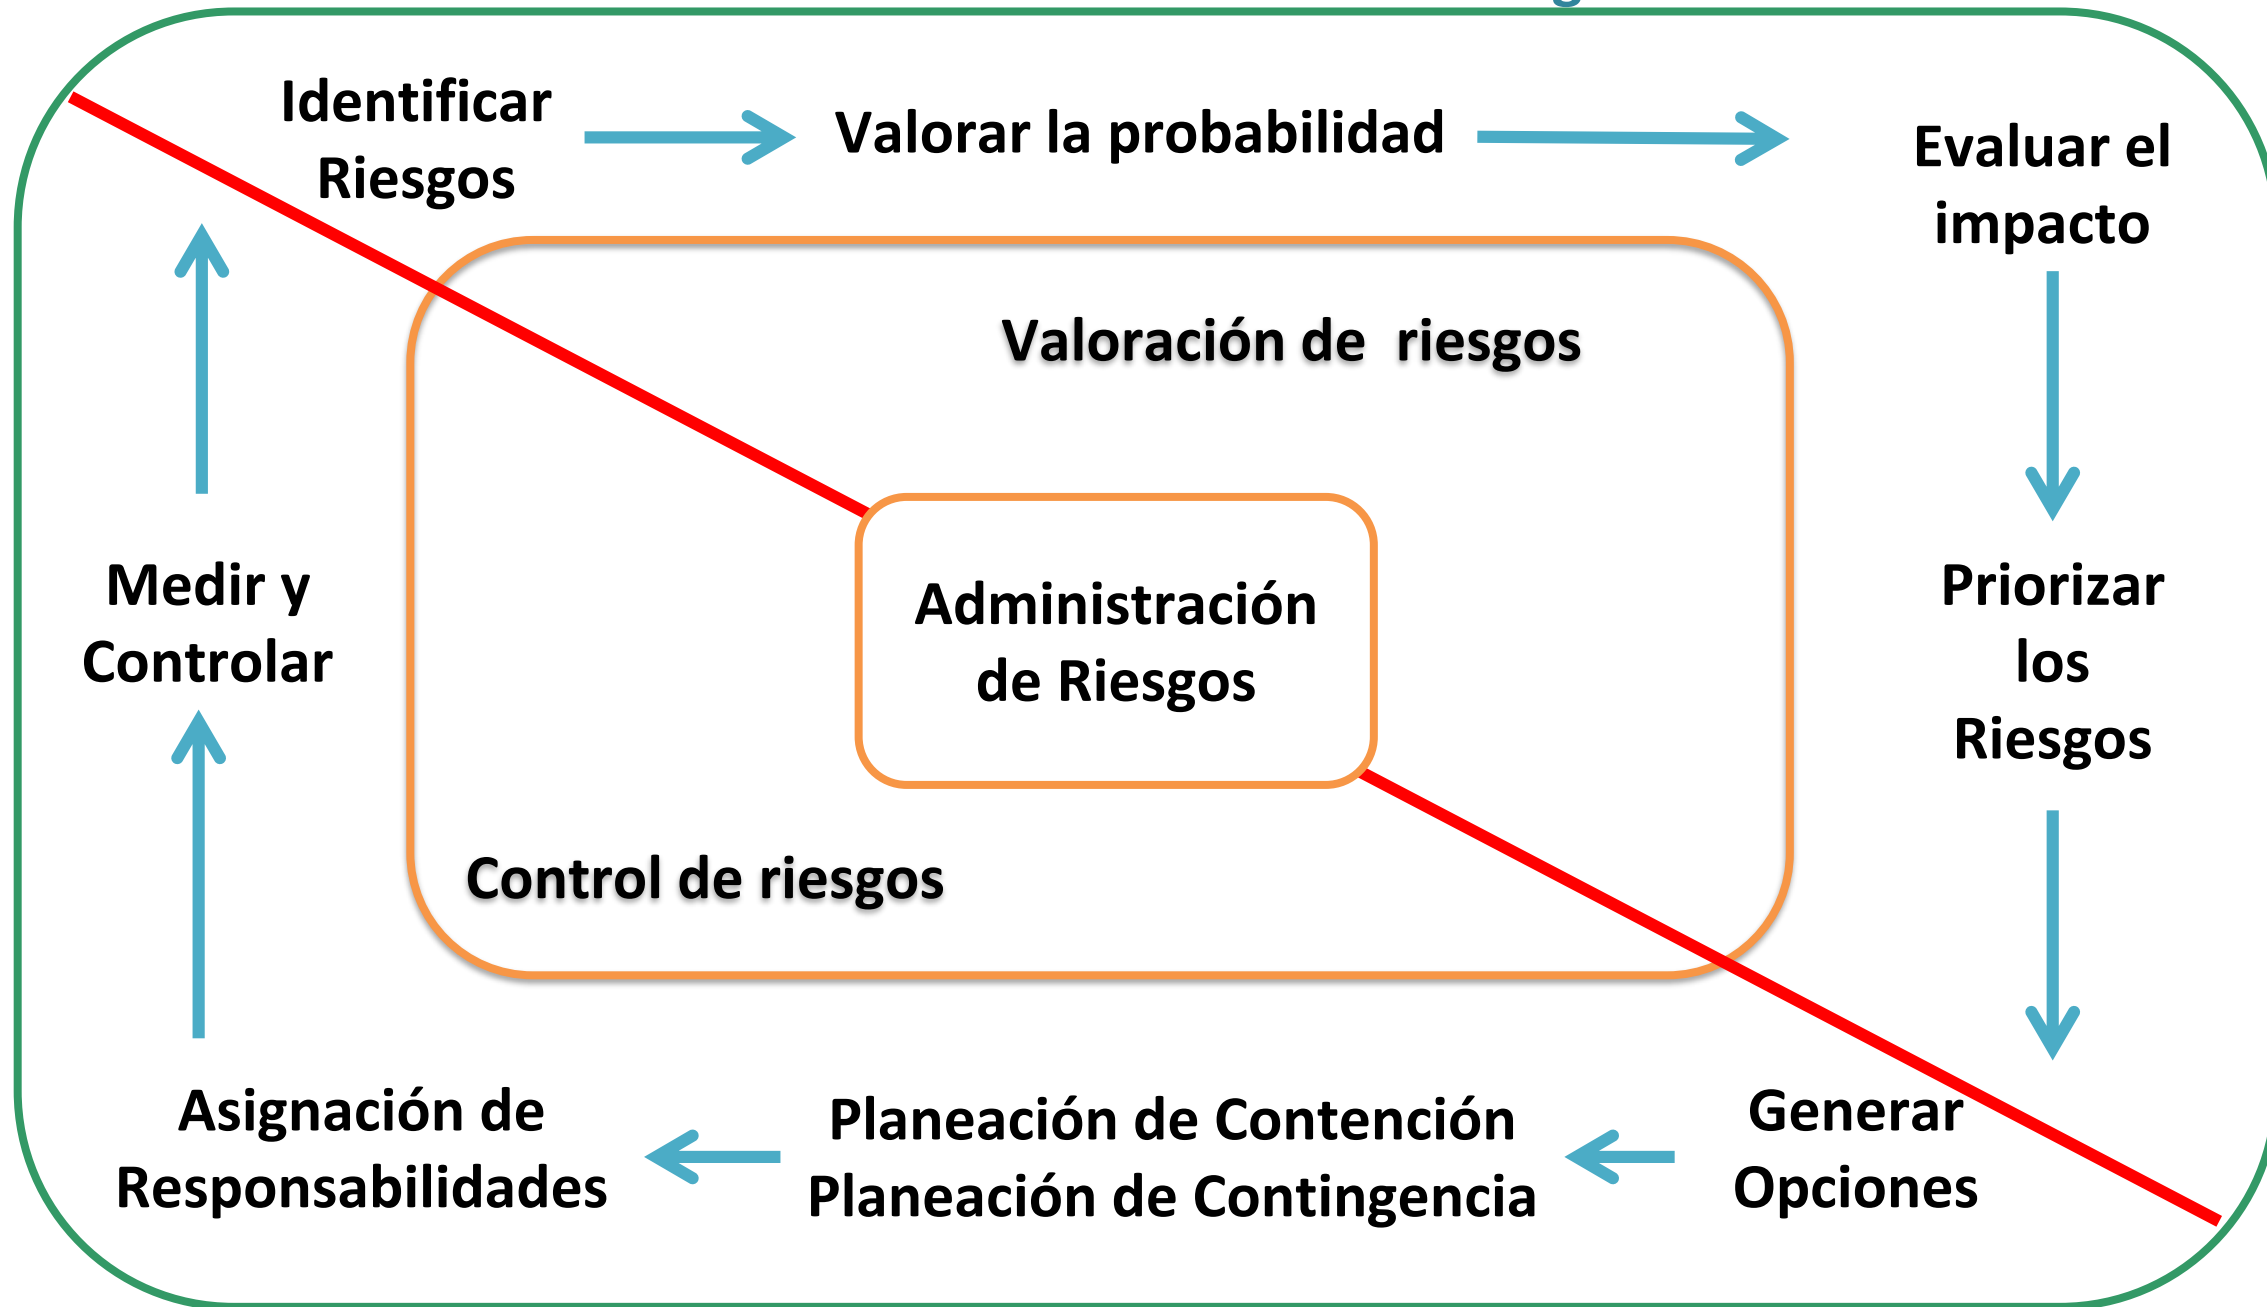 Identificar
Riesgos
Valorar la probabilidad
Evaluar el
impacto
Valoración de riesgos
Medir y
Controlar
Administración
de Riesgos
Priorizar
los
Riesgos
Control de riesgos
Asignación de
Responsabilidades
Planeación de Contención
Planeación de Contingencia
Generar
Opciones